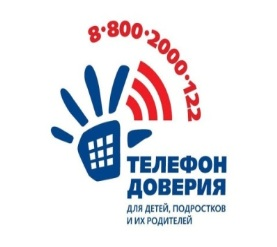 8·800·2000·122
ТЕЛЕФОН
ДОВЕРИЯ
ДЛЯ ДЕТЕЙ, ПОДРОСТКОВ
И ИХ РОДИТЕЛЕЙ